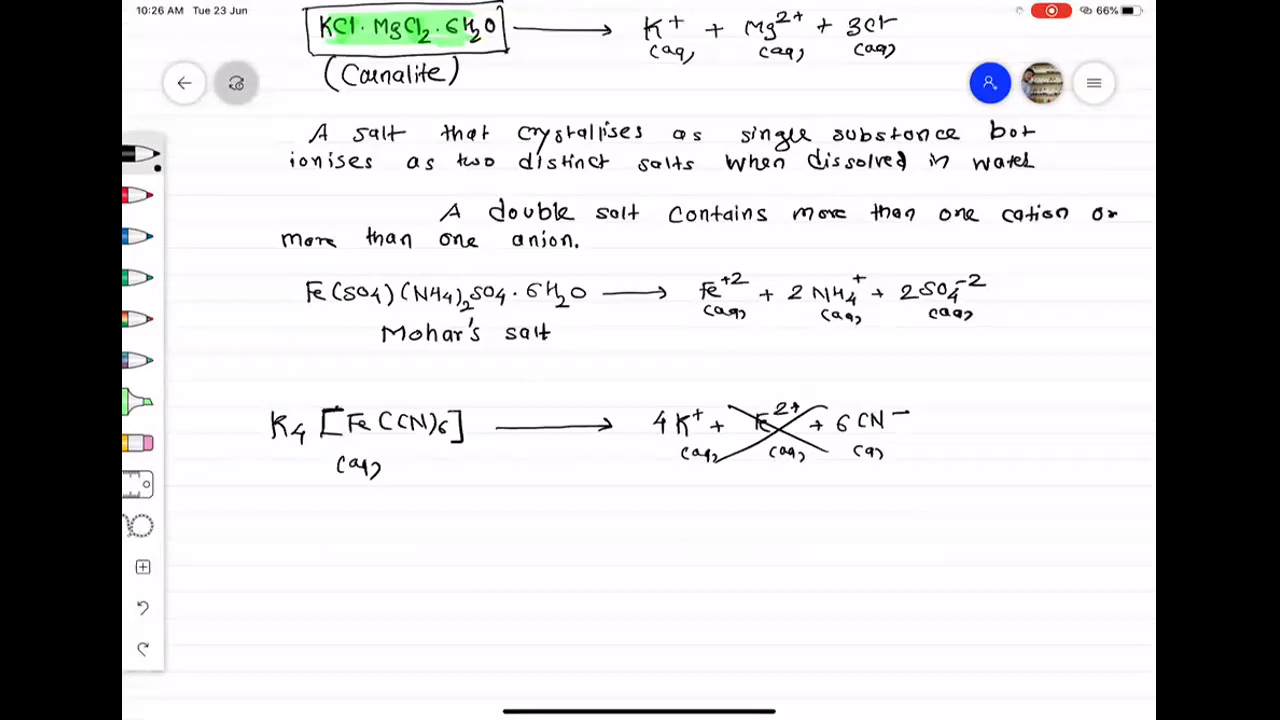 10:26 AM Tue 23 Jun
66%
KCl · MgCl₂ · 6H₂O ⟶ K⁺ (aq) + Mg²⁺ (aq) + 3Cl⁻ (aq)
(Carnalite)
A salt that crystallises as single substance but
ionises as two distinct salts when dissolved in water
A double salt contains more than one cation or
more than one anion.
Fe(SO4)(NH4)₂SO4 · 6H₂O ⟶ Fe⁺² (aq) + 2NH₄⁺ (aq) + 2SO₄⁻² (aq)
Mohar's salt
K₄[Fe(CN)₆] (aq) ⟶ 4K⁺ (aq) + Fe²⁺ (aq) + 6CN⁻ (aq)